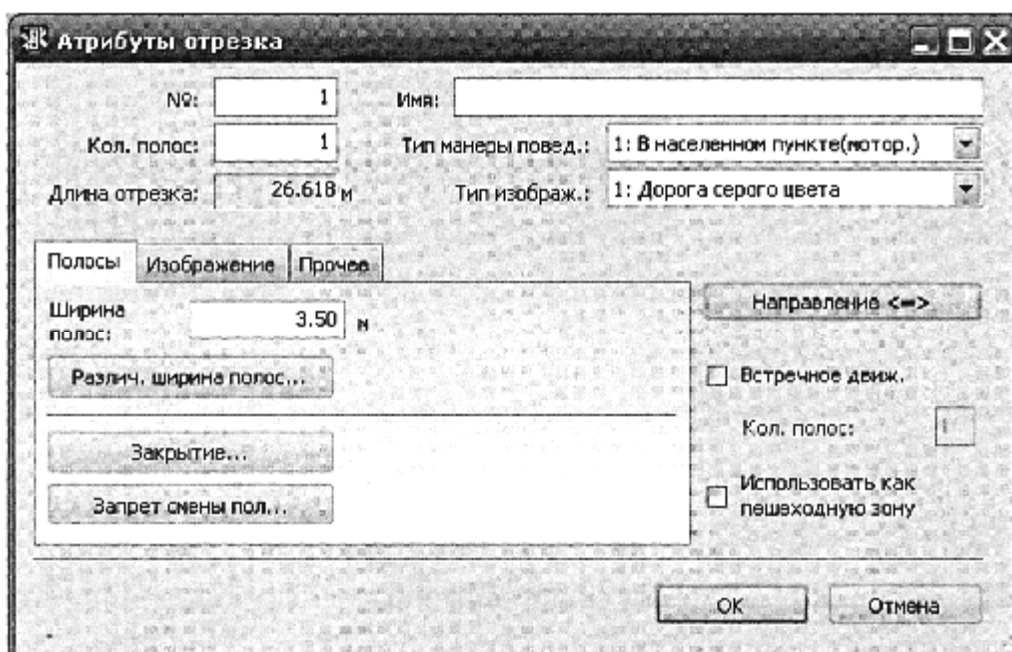 Атрибуты отрезка
№: 1 Имя:
Кол. полос: 1 Тип манеры повед.: 1: В населенном пункте(мотор.)
Длина отрезка: 26.618 м Тип изображ.: 1: Дорога серого цвета
Полосы Изображение Прочее
Ширина
полос: 3.50 м
Направление <=>
Различ. ширина полос...
Встречное движ.
Кол. полос:
Закрытие...
Использовать как
пешеходную зону
Запрет смены пол...
ОК Отмена